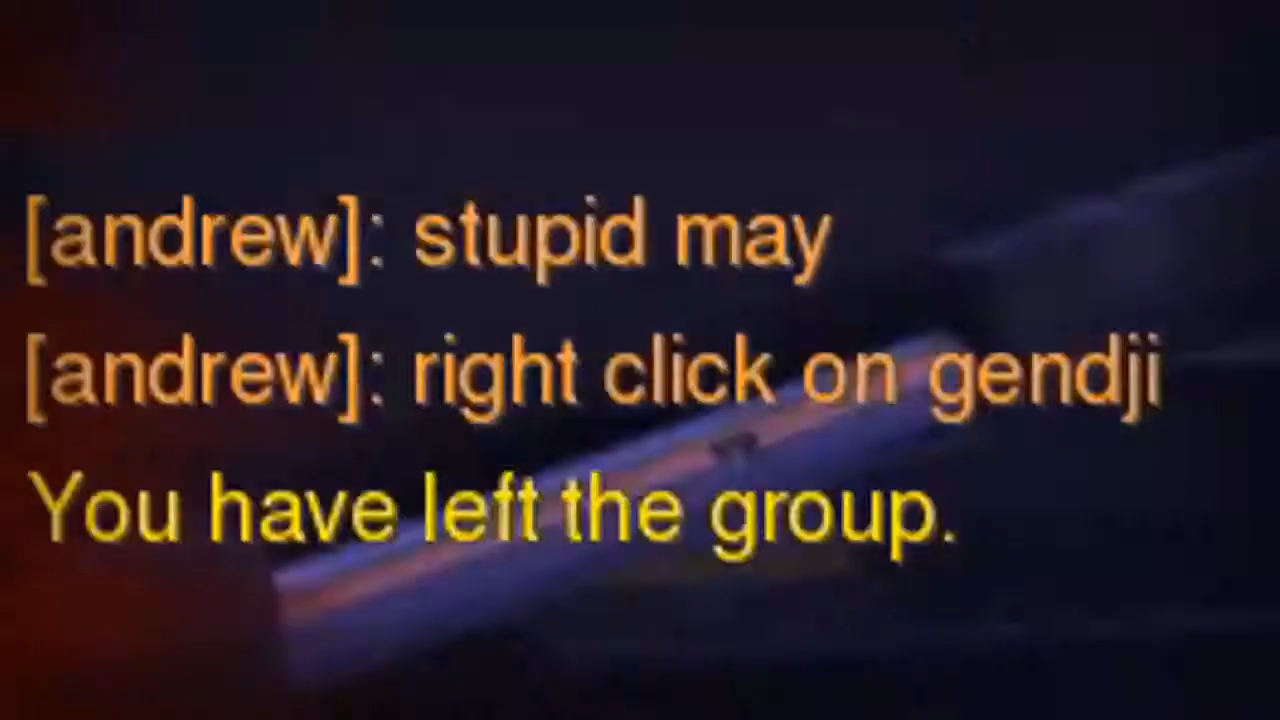 [andrew]: stupid may
[andrew]: right click on gendji
You have left the group.